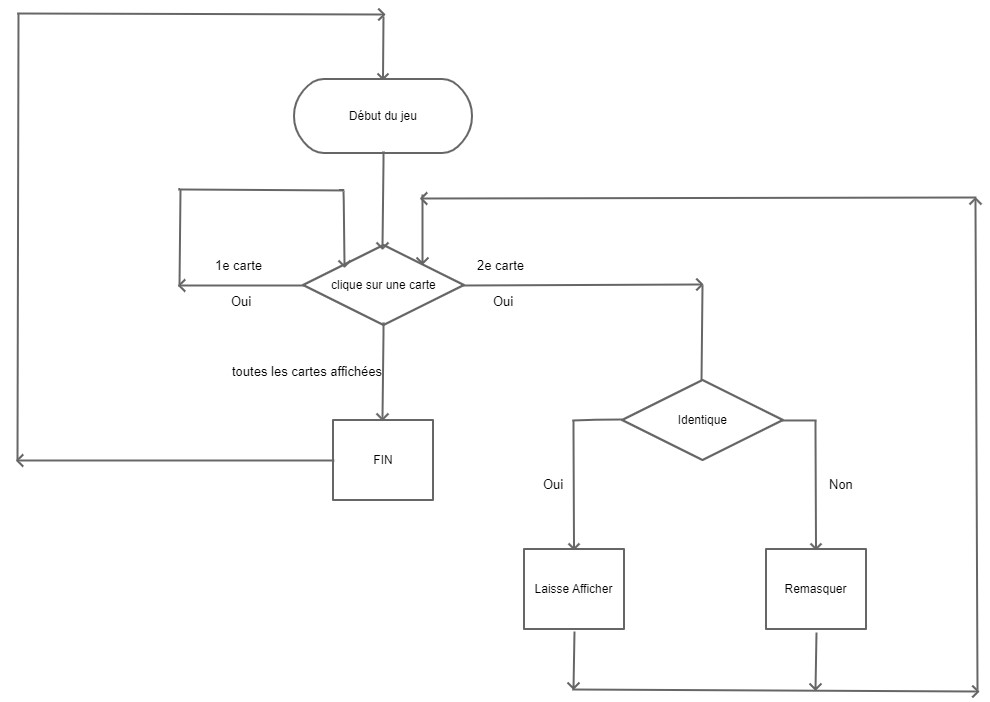 Début du jeu
1e carte
Oui
clique sur une carte
2e carte
Oui
toutes les cartes affichées
FIN
Identique
Oui
Non
Laisse Afficher
Remasquer